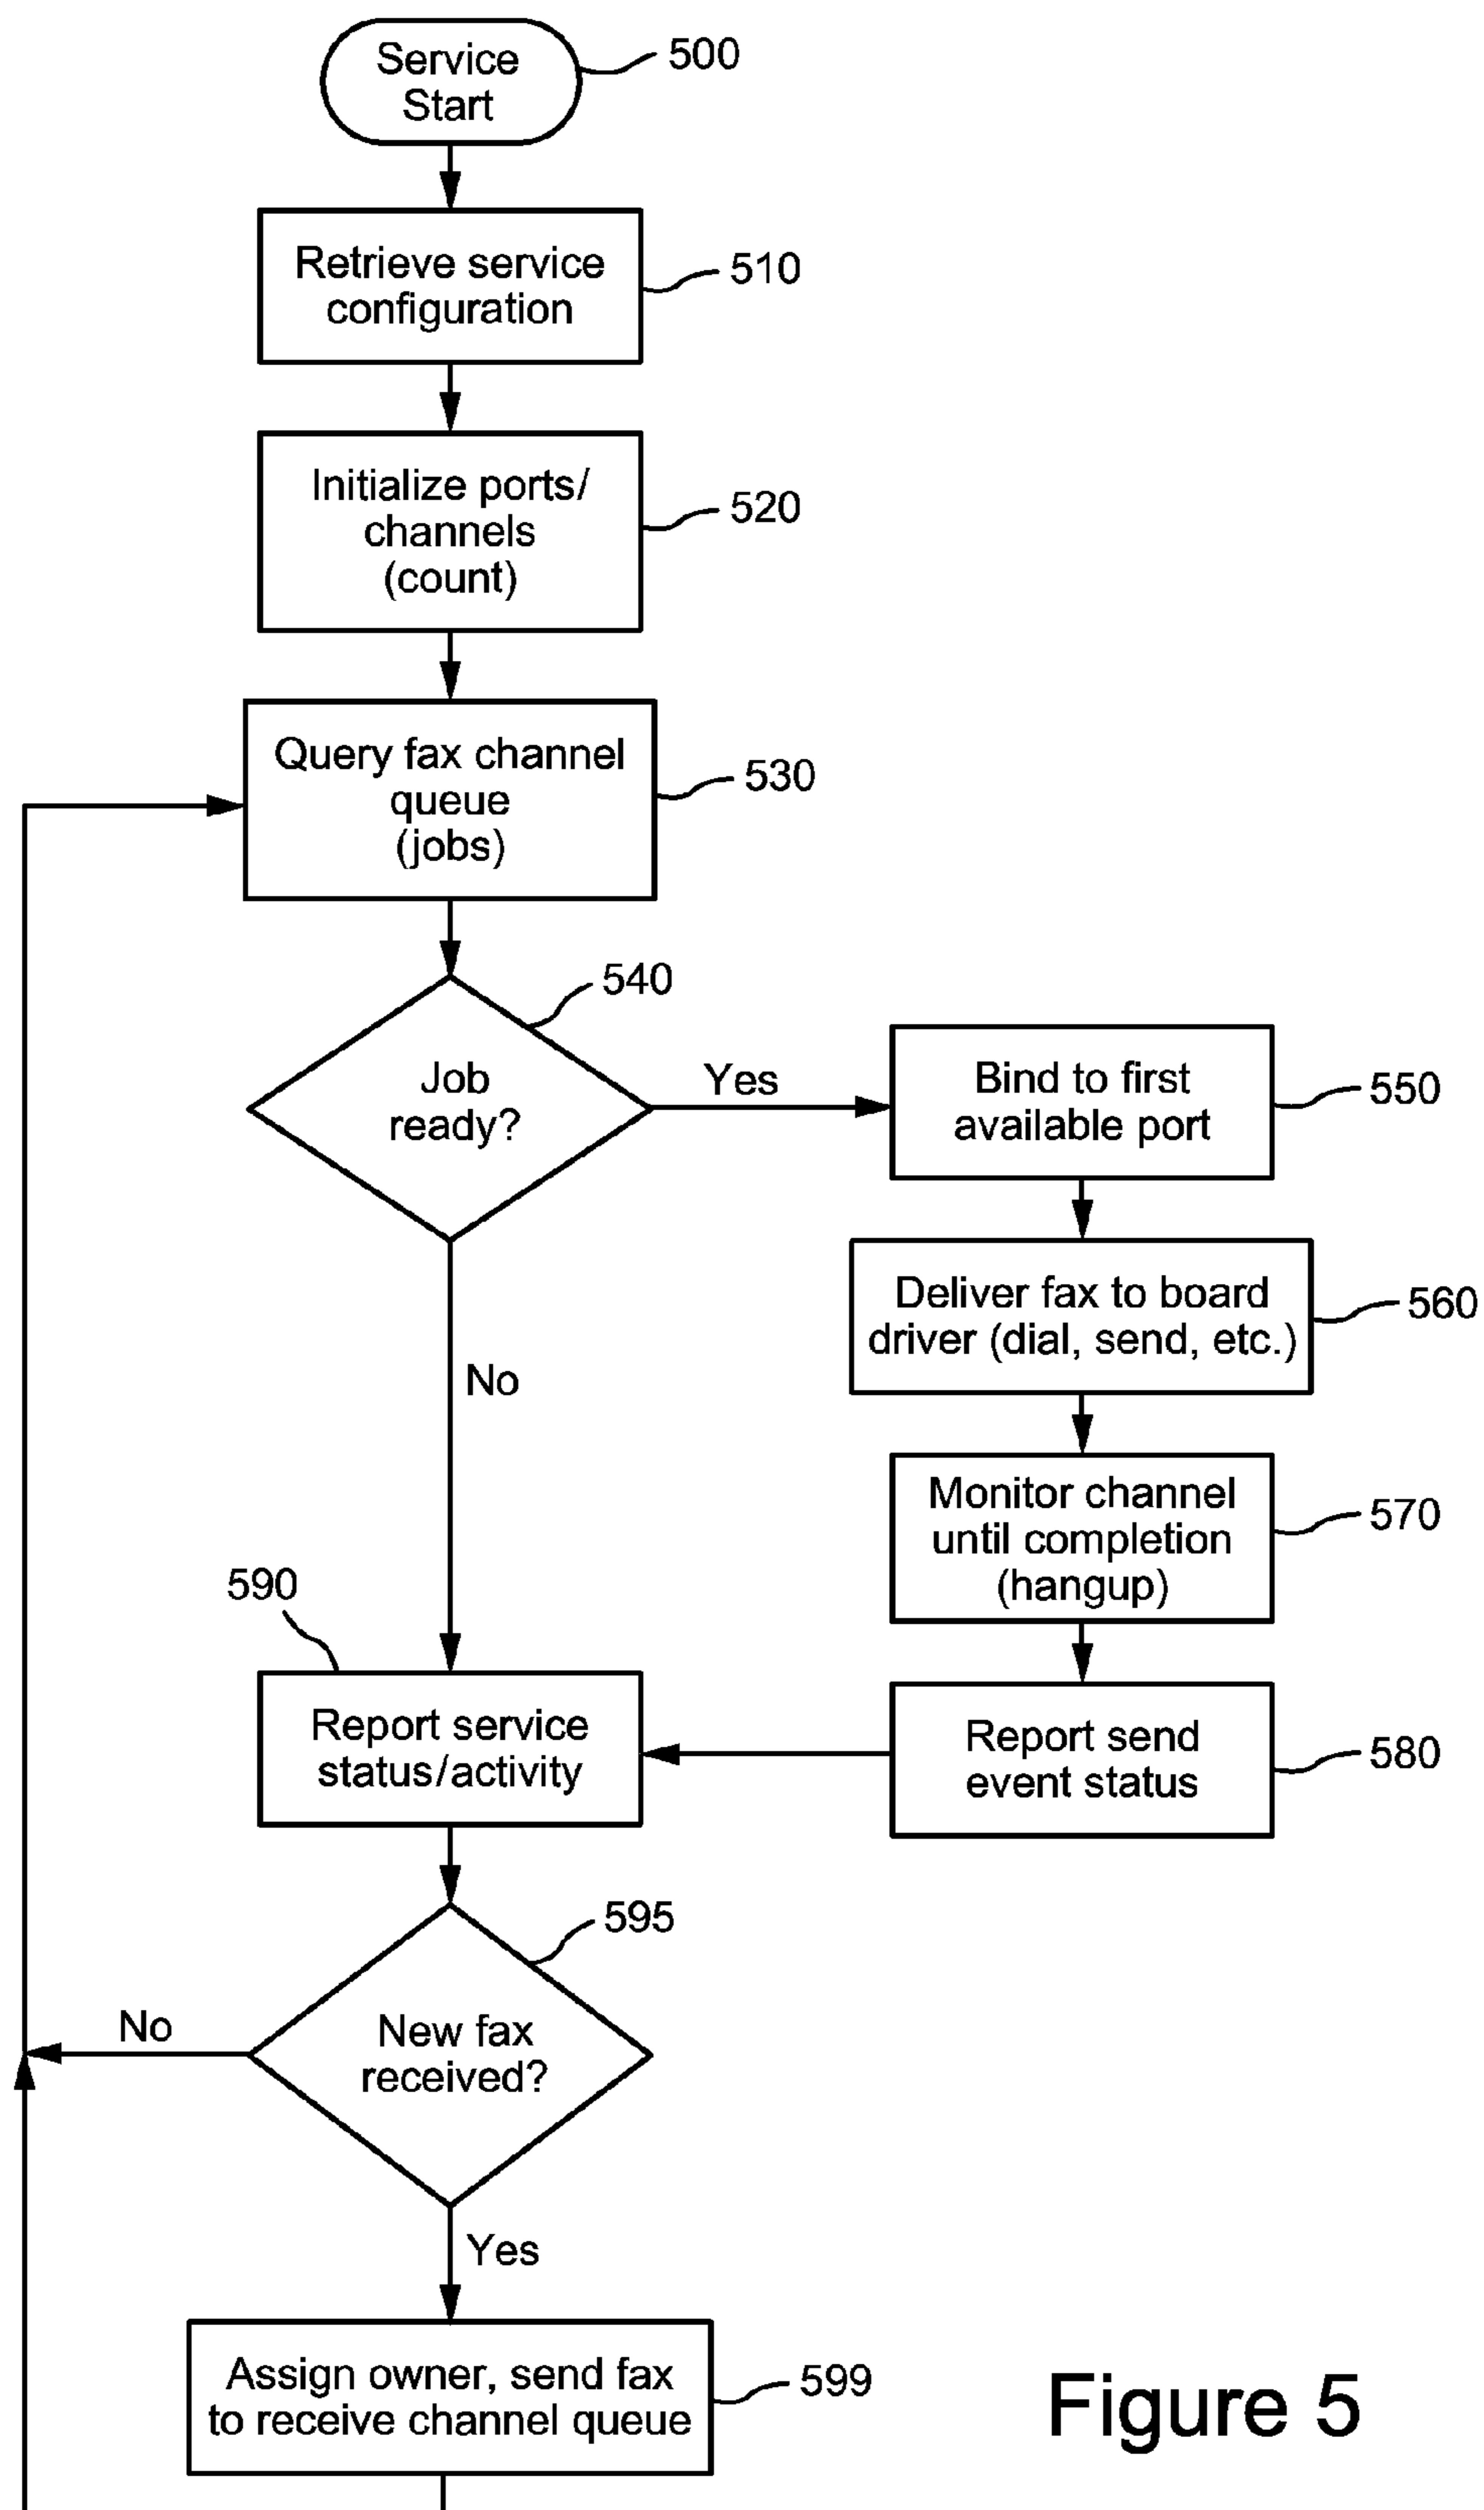 Service
Start
500
Retrieve service
configuration
510
Initialize ports/
channels
(count)
520
Query fax channel
queue
(jobs)
530
540
Job
ready?
Yes
Bind to first
available port
550
Deliver fax to board
driver (dial, send, etc.)
560
No
Monitor channel
until completion
(hangup)
570
590
Report service
status/activity
Report send
event status
580
595
New fax
received?
No
Yes
Assign owner, send fax
to receive channel queue
599
Figure 5